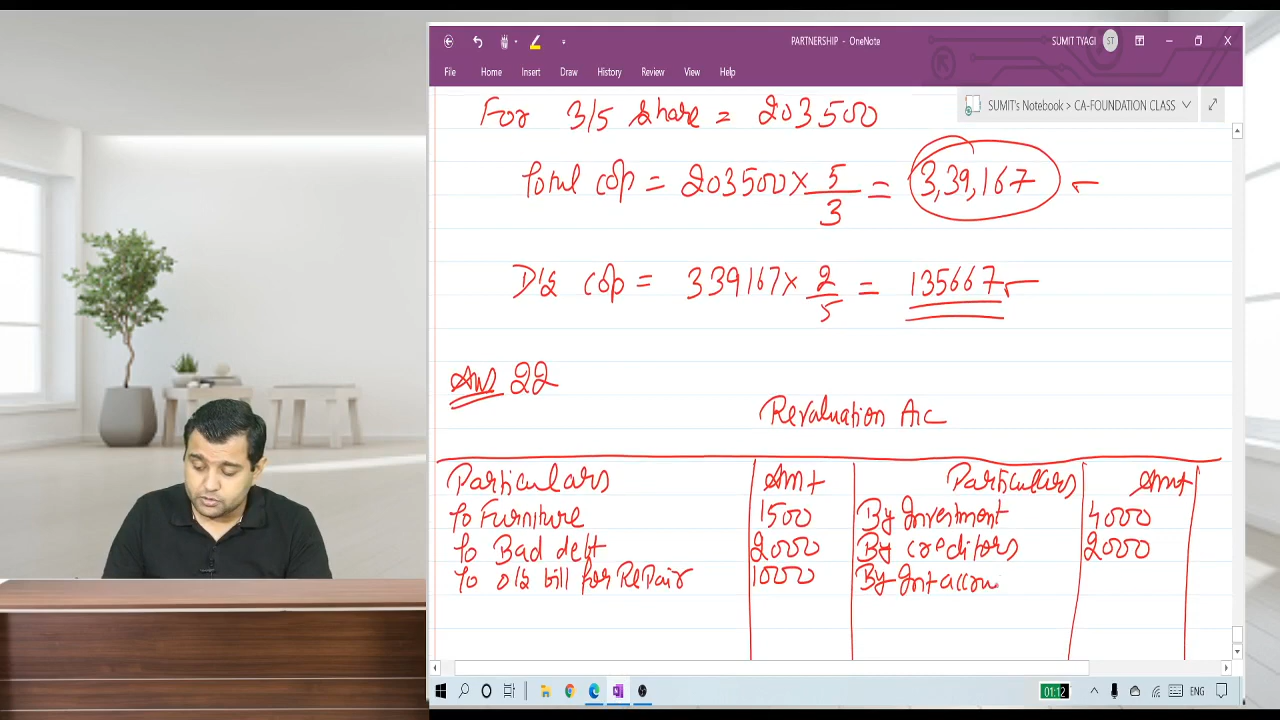 PARTNERSHIP - OneNote
SUMIT TYAGI ST
File Home Insert Draw History Review View Help
SUMIT's Notebook > CA-FOUNDATION CLASS
For 3/5 share = 203500
Total cap = 203500 × 5/3 = 3,39,167
D's cap = 339167 × 2/5 = 135667
Ans 22
Revaluation A/c
Particulars Amt Particulars Amt
To Furniture 1500 By Investment 4000
To Bad debt 2000 By creditors 2000
To o/s bill for Repair 1000 By Int accou
01:12 ENG